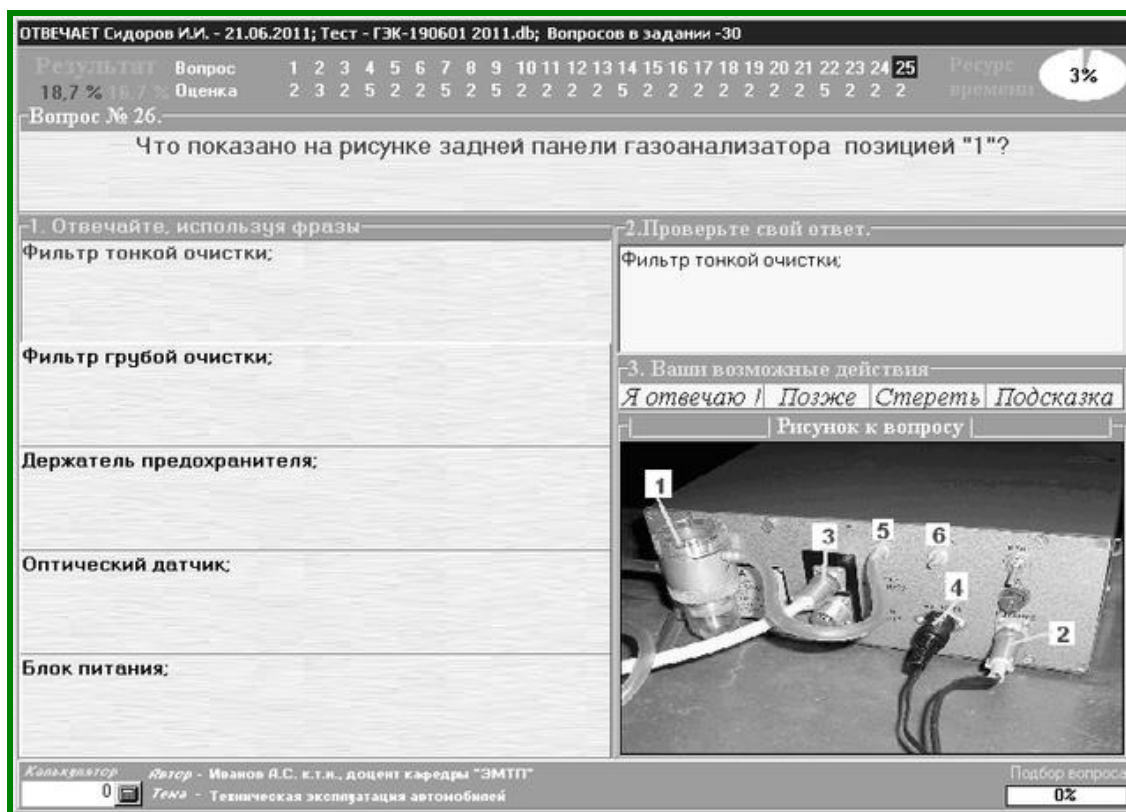 ОТВЕЧАЕТ Сидоров И.И. - 21.06.2011; Тест - ГЭК-190601 2011.db; Вопросов в задании -30
Результат Вопрос 1 2 3 4 5 6 7 8 9 10 11 12 13 14 15 16 17 18 19 20 21 22 23 24 25 Ресурс 3%
18,7 % 16.7 % Оценка 2 3 2 5 2 2 5 2 5 2 2 2 2 5 2 2 2 2 2 2 2 5 2 2 2 времени
Вопрос № 26.
Что показано на рисунке задней панели газоанализатора позицией "1"?
1. Отвечайте, используя фразы
Фильтр тонкой очистки;
Фильтр грубой очистки;
Держатель предохранителя;
Оптический датчик;
Блок питания;
2.Проверьте свой ответ.
Фильтр тонкой очистки;
3. Ваши возможные действия
Я отвечаю ! Позже Стереть Подсказка
Рисунок к вопросу
1
3
5
6
4
2
Калькулятор Автор - Иванов А.С. к.т.н., доцент кафедры "ЭМТП" Подбор вопроса
0 Тема - Техническая эксплуатация автомобилей 0%